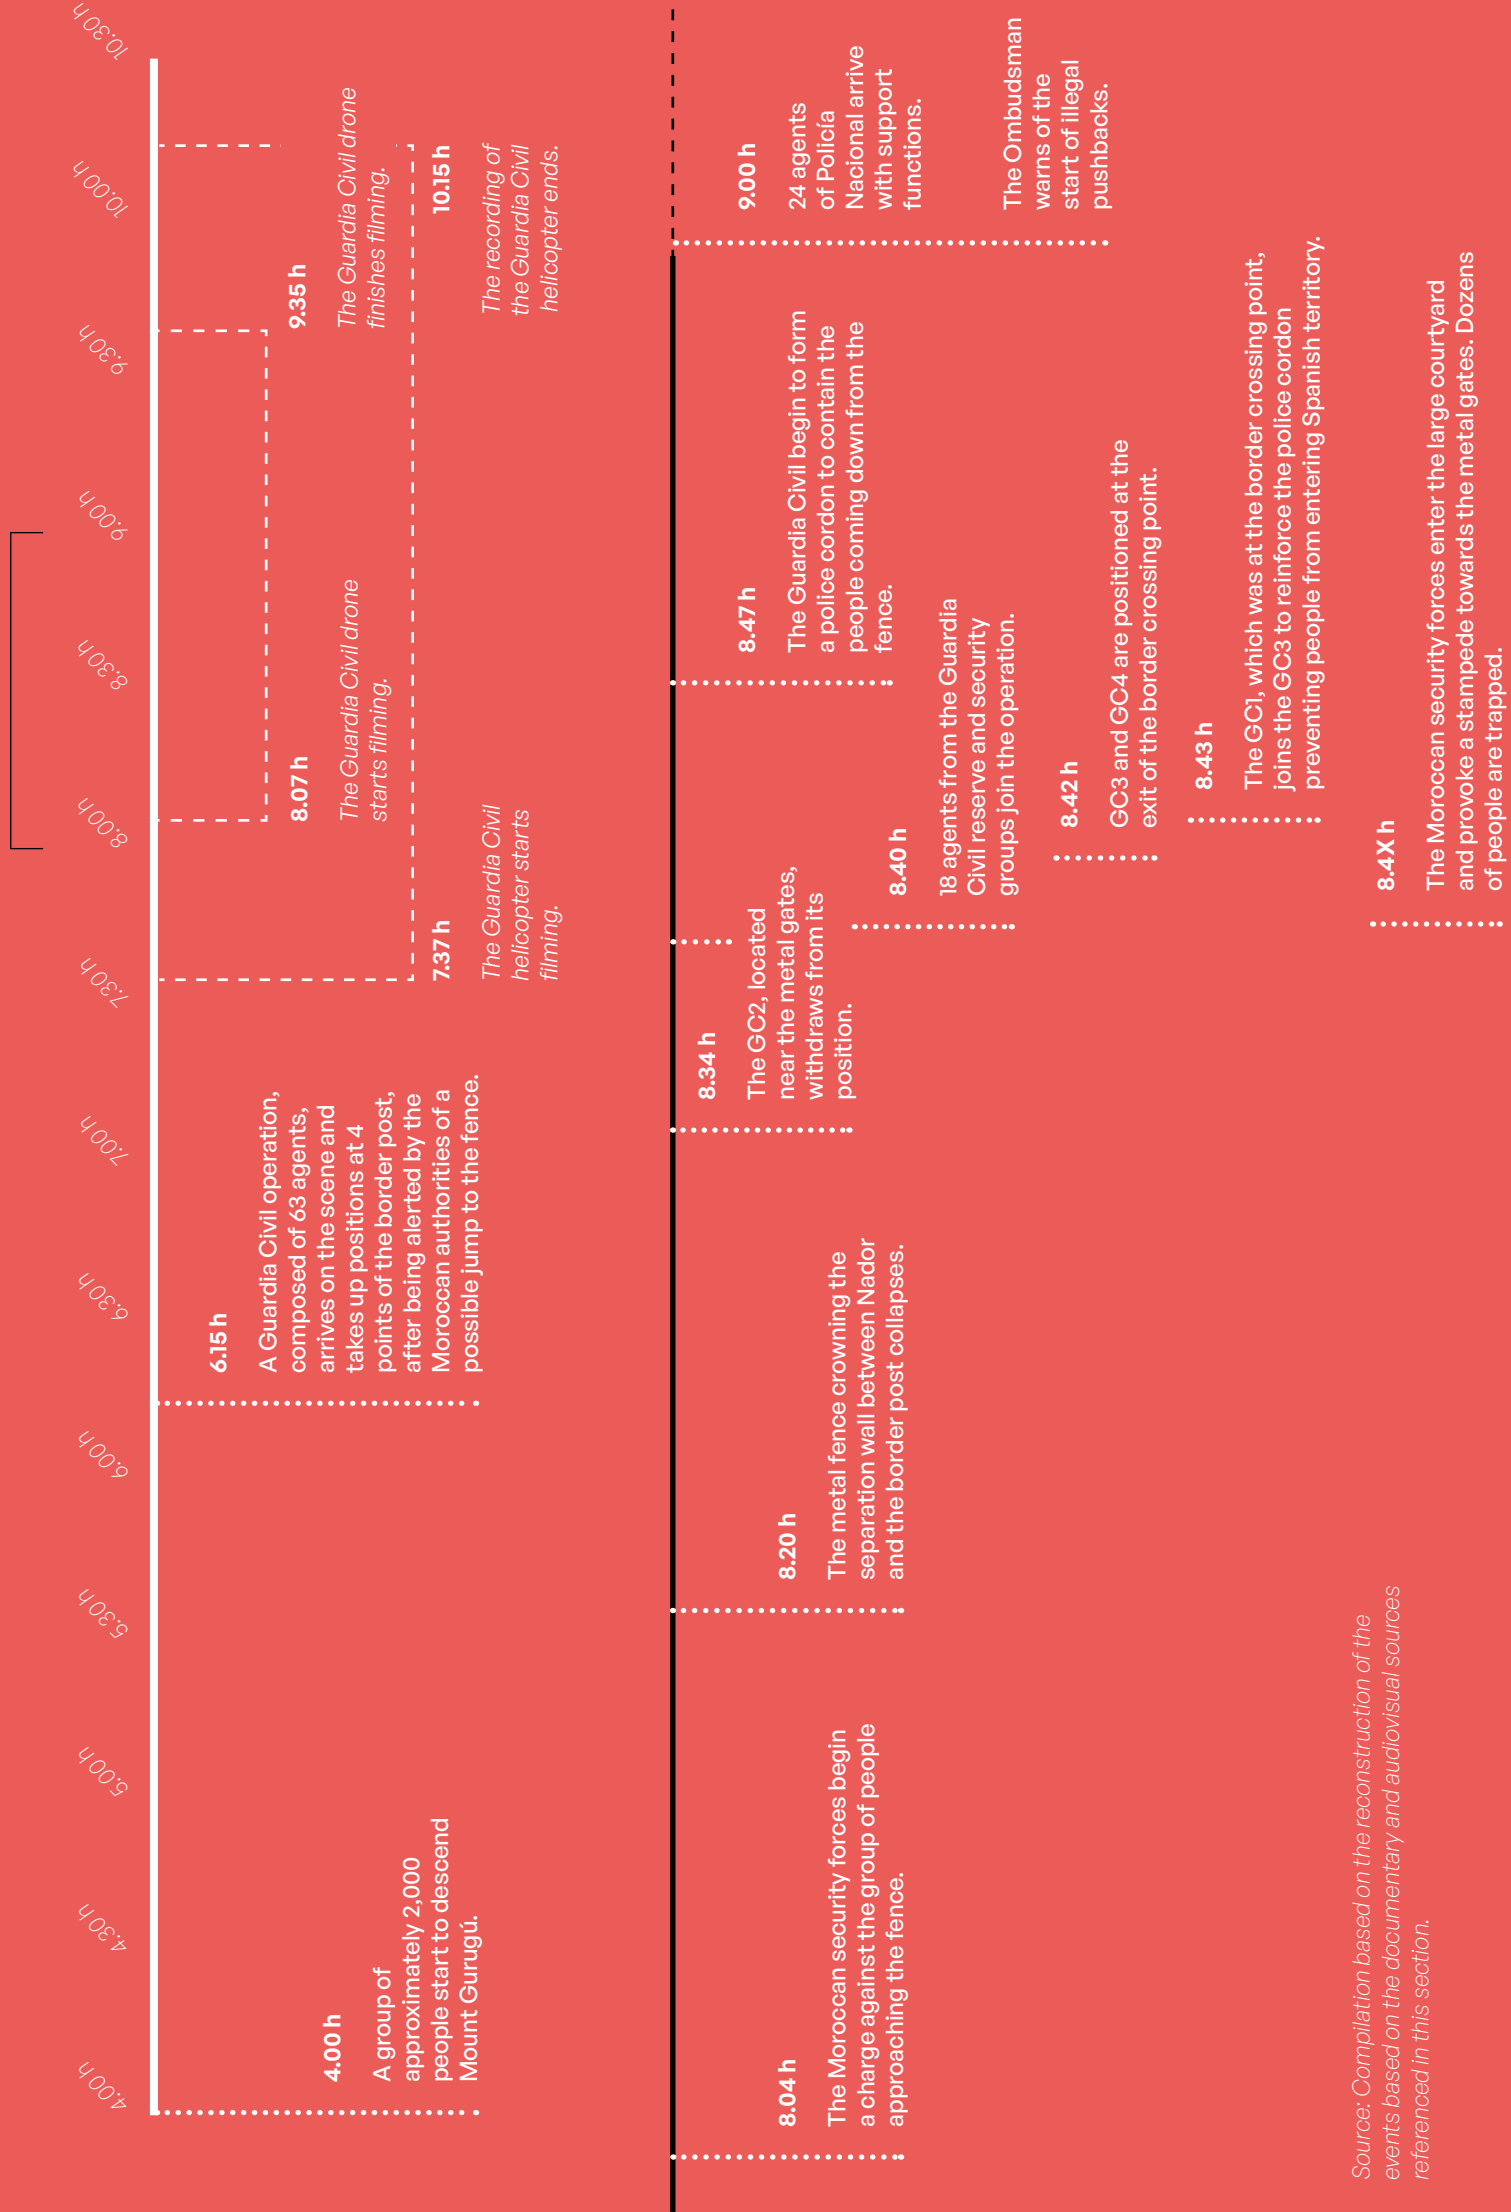 4.00 h
4.30 h
5.00 h
5.30 h
6.00 h
6.30 h
7.00 h
7.30 h
8.00 h
8.30 h
9.00 h
9.30 h
10.00 h
10.30 h
4.00 h
A group of
approximately 2,000
people start to descend
Mount Gurugú.
6.15 h
A Guardia Civil operation,
composed of 63 agents,
arrives on the scene and
takes up positions at 4
points of the border post,
after being alerted by the
Moroccan authorities of a
possible jump to the fence.
7.37 h
The Guardia Civil
helicopter starts
filming.
8.07 h
The Guardia Civil drone
starts filming.
9.35 h
The Guardia Civil drone
finishes filming.
10.15 h
The recording of
the Guardia Civil
helicopter ends.
8.04 h
The Moroccan security forces begin
a charge against the group of people
approaching the fence.
8.20 h
The metal fence crowning the
separation wall between Nador
and the border post collapses.
8.34 h
The GC2, located
near the metal gates,
withdraws from its
position.
8.40 h
18 agents from the Guardia
Civil reserve and security
groups join the operation.
8.42 h
GC3 and GC4 are positioned at the
exit of the border crossing point.
8.43 h
The GC1, which was at the border crossing point,
joins the GC3 to reinforce the police cordon
preventing people from entering Spanish territory.
8.4X h
The Moroccan security forces enter the large courtyard
and provoke a stampede towards the metal gates. Dozens
of people are trapped.
8.47 h
The Guardia Civil begin to form
a police cordon to contain the
people coming down from the
fence.
9.00 h
24 agents
of Policía
Nacional arrive
with support
functions.
The Ombudsman
warns of the
start of illegal
pushbacks.
Source: Compilation based on the reconstruction of the
events based on the documentary and audiovisual sources
referenced in this section.